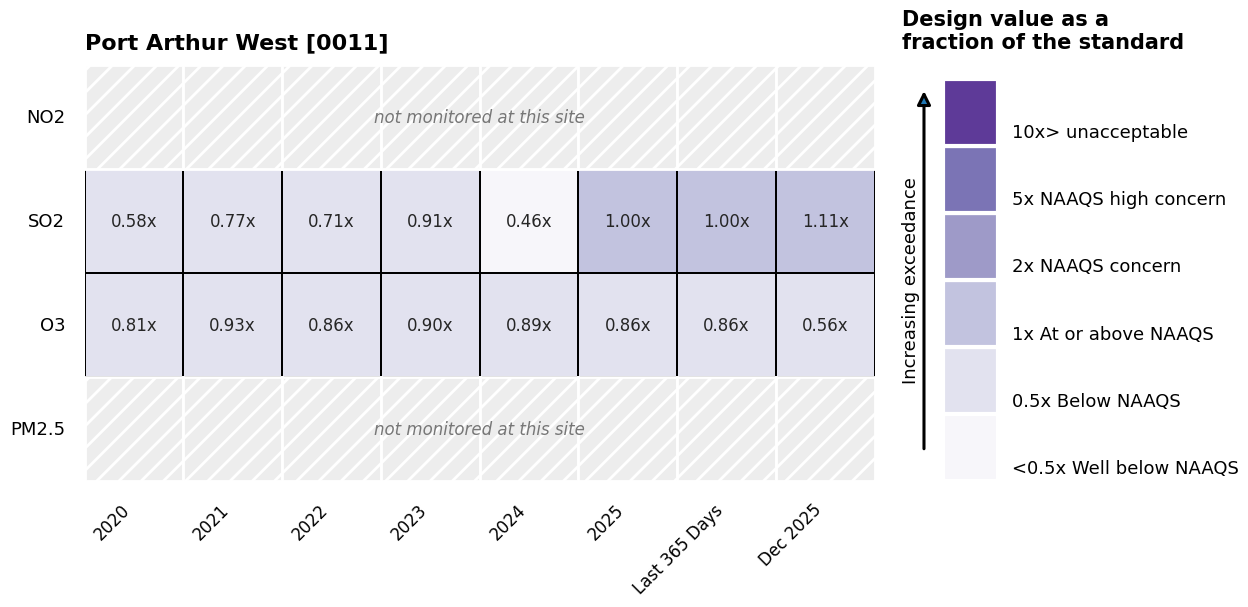 Port Arthur West [0011]
Design value as a
fraction of the standard
NO2
not monitored at this site
SO2
0.58x 0.77x 0.71x 0.91x 0.46x 1.00x 1.00x 1.11x
O3
0.81x 0.93x 0.86x 0.90x 0.89x 0.86x 0.86x 0.56x
PM2.5
not monitored at this site
2020 2021 2022 2023 2024 2025 Last 365 Days Dec 2025
Increasing exceedance
10x> unacceptable
5x NAAQS high concern
2x NAAQS concern
1x At or above NAAQS
0.5x Below NAAQS
<0.5x Well below NAAQS